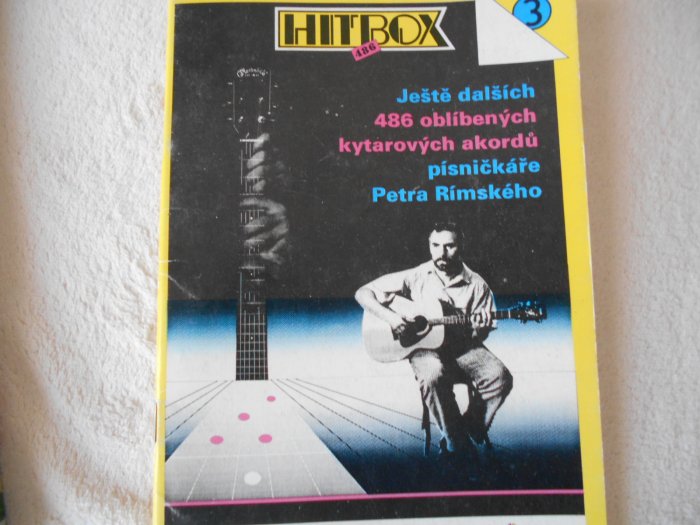 3
HITBOX
486
Ještě dalších
486 oblíbených
kytarových akordů
písničkáře
Petra Rímského